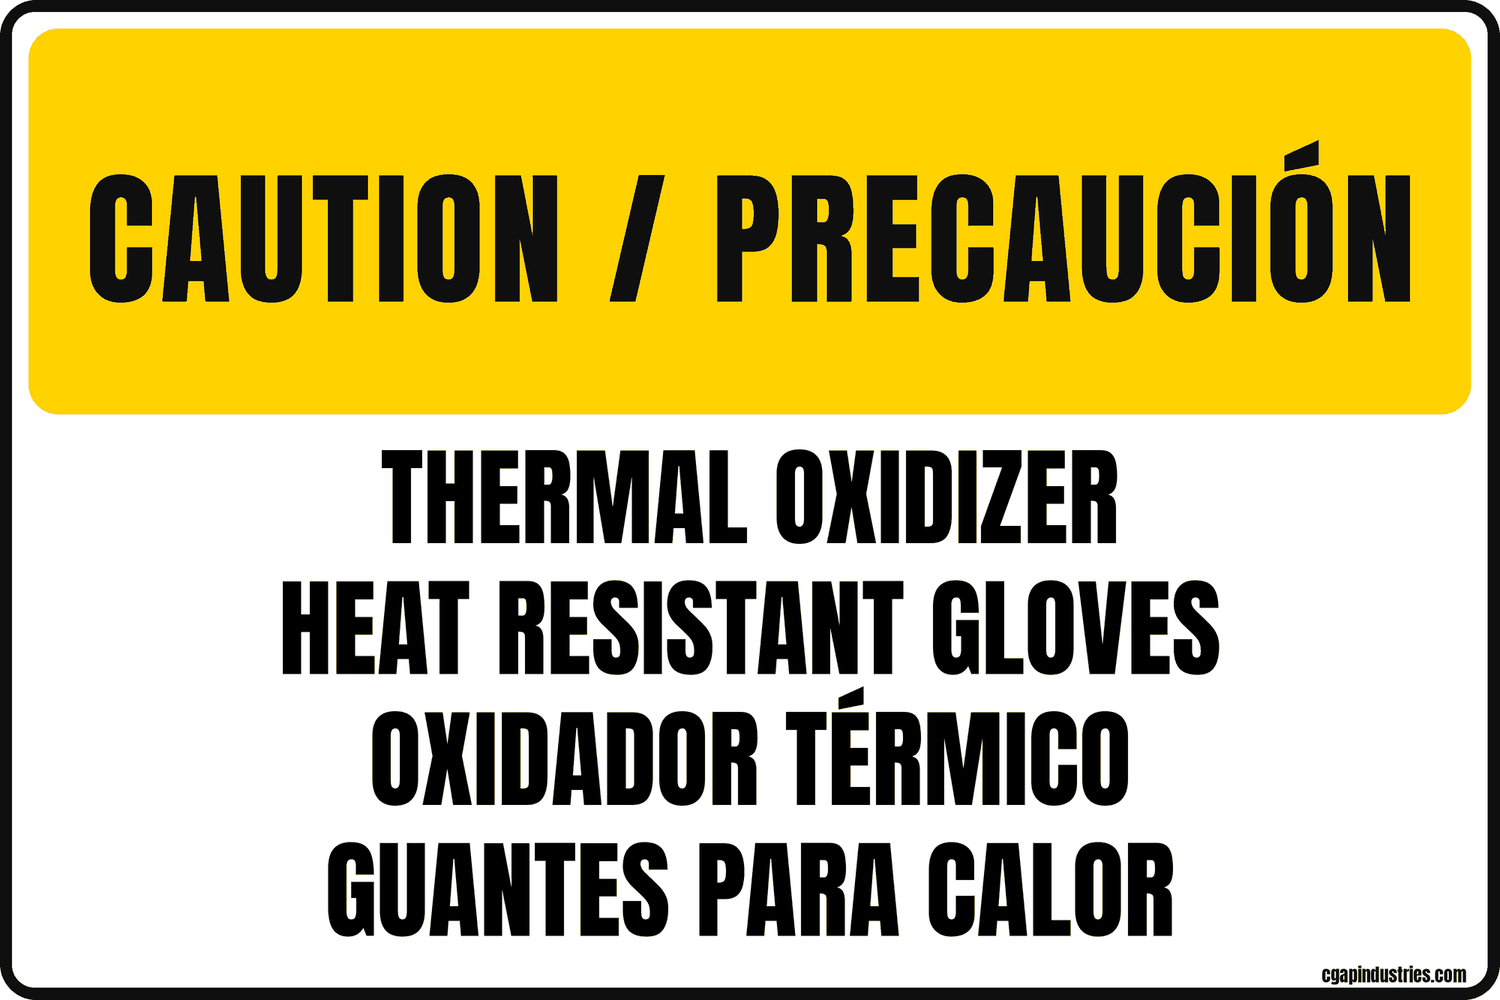 CAUTION / PRECAUCIÓN
THERMAL OXIDIZER
HEAT RESISTANT GLOVES
OXIDADOR TÉRMICO
GUANTES PARA CALOR
cgapindustries.com